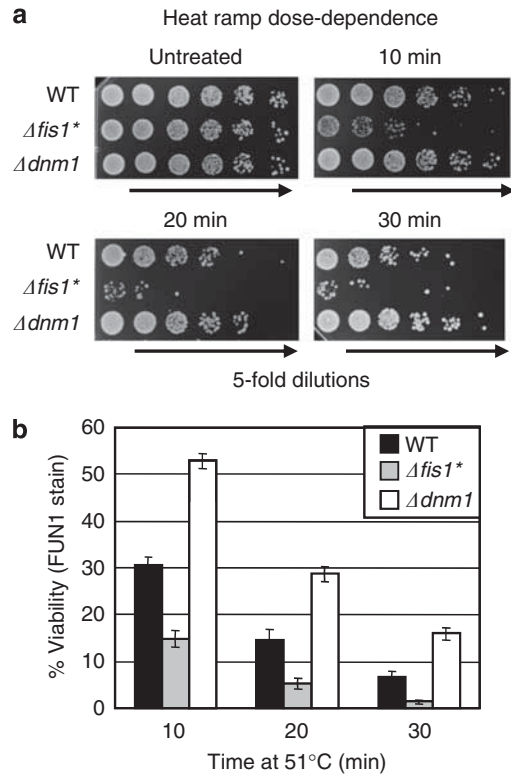 a
Heat ramp dose-dependence
Untreated
10 min
WT
Δfis1*
Δdnm1
20 min
30 min
WT
Δfis1*
Δdnm1
5-fold dilutions
b
60
50
40
30
20
10
0
% Viability (FUN1 stain)
WT
Δfis1*
Δdnm1
10
20
30
Time at 51°C (min)